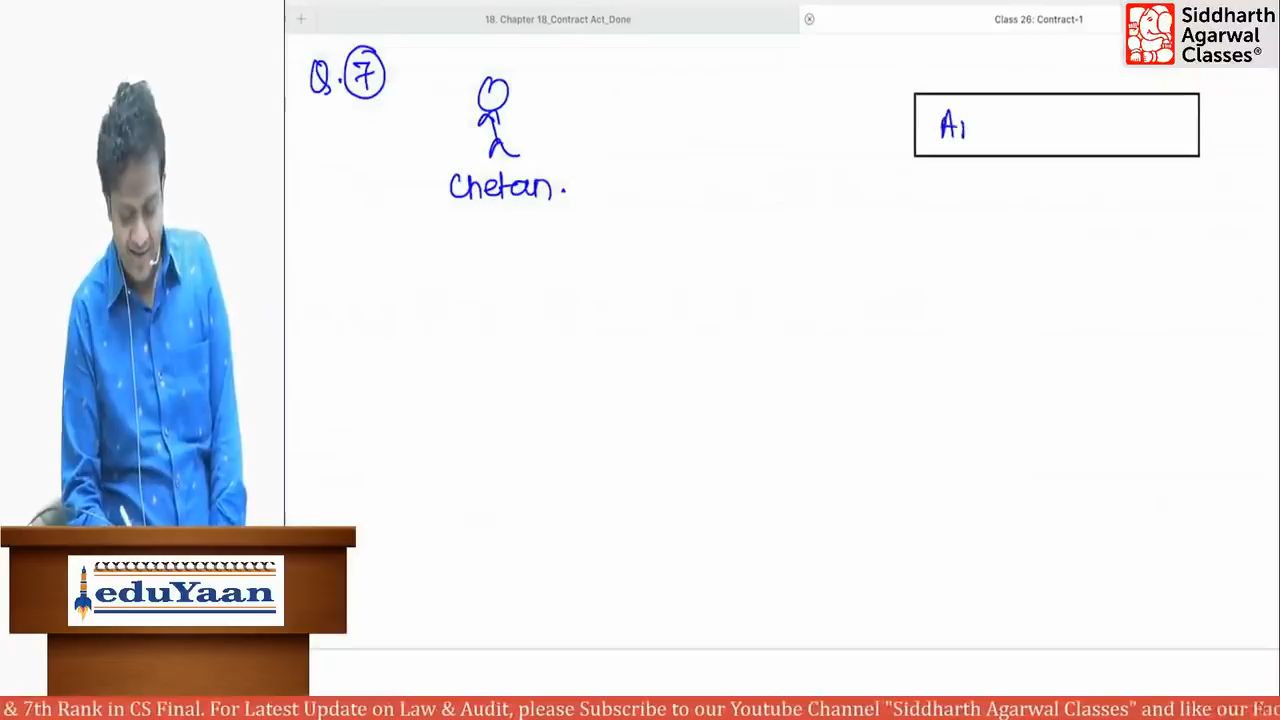 18. Chapter 18_Contract Act_Done
Class 26: Contract-1
Siddharth
Agarwal
Classes®
Q. 7
Chetan.
eduYaan
& 7th Rank in CS Final. For Latest Update on Law & Audit, please Subscribe to our Youtube Channel "Siddharth Agarwal Classes" and like our Fac